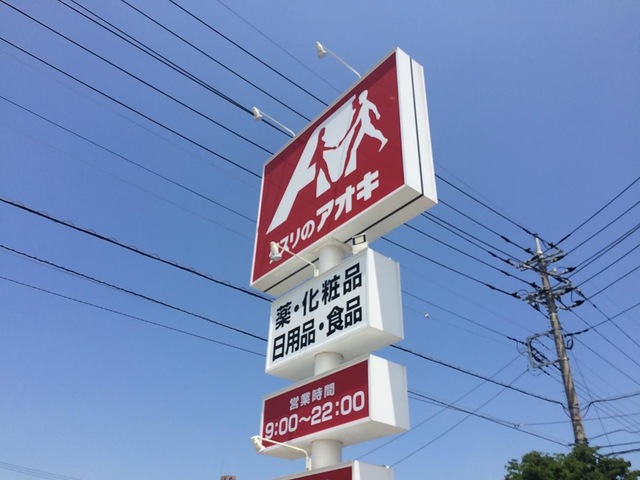 クスリのアオキ
薬・化粧品
日用品・食品
営業時間
9:00～22:00